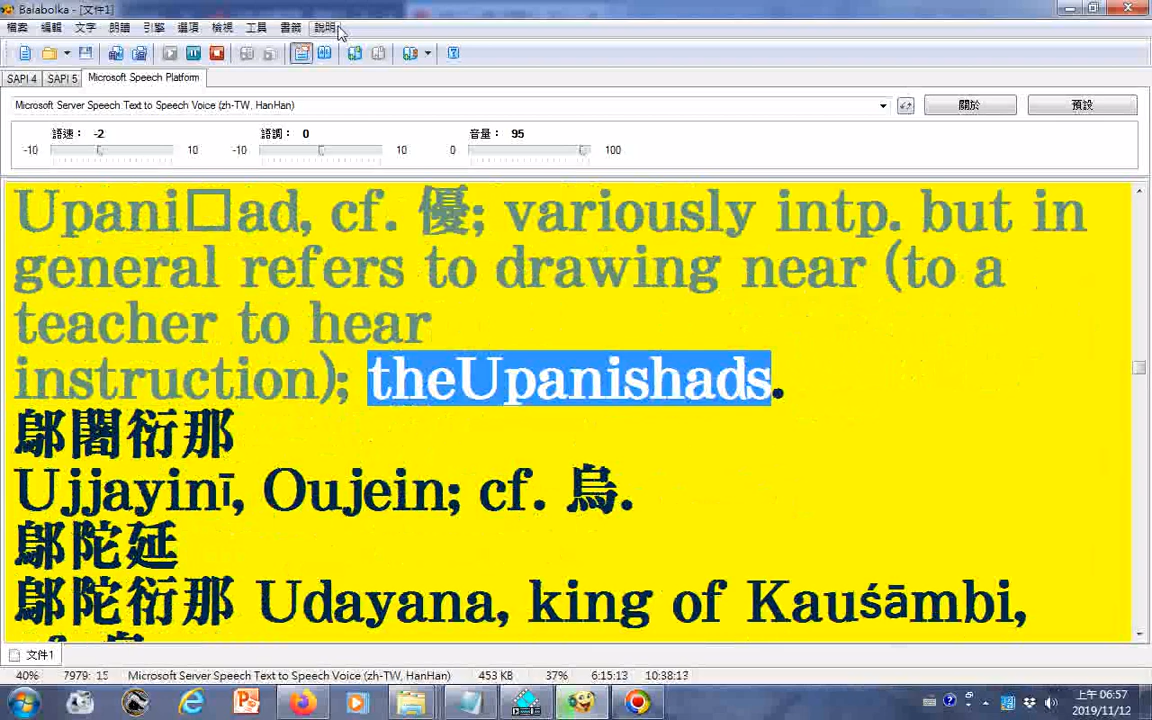 Balabolka - [文件1]
檔案 編輯 文字 朗讀 引擎 選項 檢視 工具 書籤 說明
SAPI 4 SAPI 5 Microsoft Speech Platform
Microsoft Server Speech Text to Speech Voice (zh-TW, HanHan) 關於 預設
語速： -2 語調： 0 音量： 95
-10 10 -10 10 0 100
Upani□ad, cf. 優; variously intp. but in
general refers to drawing near (to a
teacher to hear
instruction); theUpanishads.
鄔闍衍那
Ujjayinī, Oujein; cf. 烏.
鄔陀延
鄔陀衍那 Udayana, king of Kauśāmbi,
文件1
40% 7979: 15 Microsoft Server Speech Text to Speech Voice (zh-TW, HanHan) 453 KB 37% 6:15:13 10:38:13
上午 06:57
2019/11/12